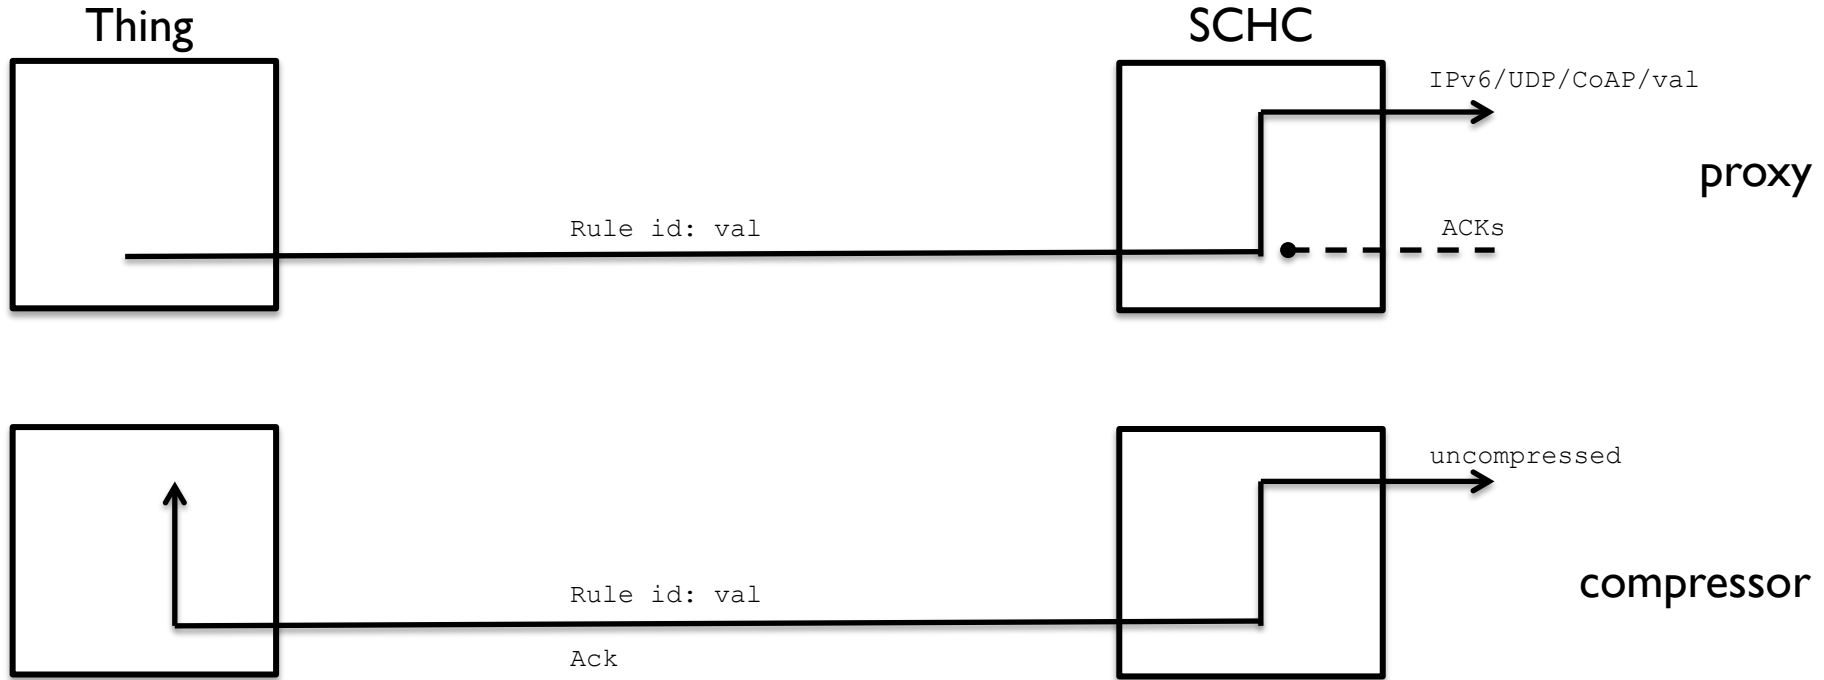 Thing
SCHC
IPv6/UDP/CoAP/val
proxy
Rule id: val
ACKs
uncompressed
compressor
Rule id: val
Ack